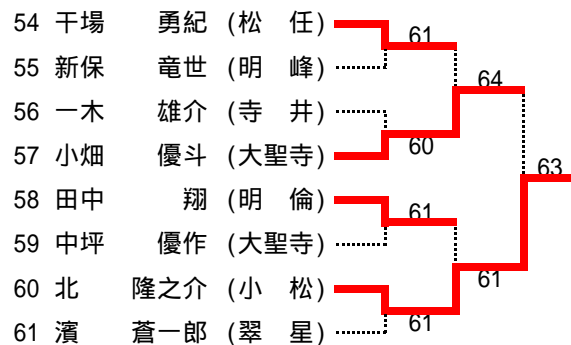 54 干場 勇紀 (松 任)
61
55 新保 竜世 (明 峰)
64
56 一木 雄介 (寺 井)
60
57 小畑 優斗 (大聖寺)
63
58 田中 翔 (明 倫)
61
59 中坪 優作 (大聖寺)
61
60 北 隆之介 (小 松)
61
61 濱 蒼一郎 (翠 星)